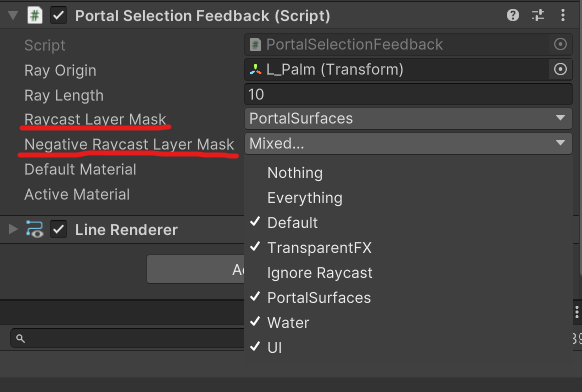 Portal Selection Feedback (Script)
Script PortalSelectionFeedback
Ray Origin L_Palm (Transform)
Ray Length 10
Raycast Layer Mask PortalSurfaces
Negative Raycast Layer Mask Mixed...
Default Material
Active Material
Nothing
Everything
Default
TransparentFX
Ignore Raycast
PortalSurfaces
Water
UI
Line Renderer